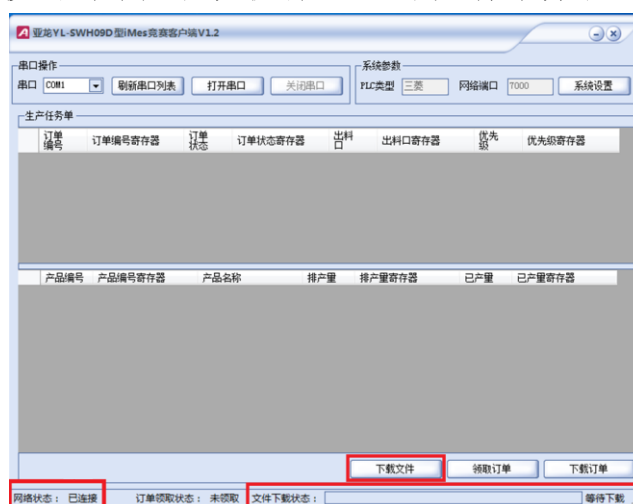 亚龙YL-SWH09D型iMes竞赛客户端V1.2
串口操作
系统参数
串口 COM1 刷新串口列表 打开串口 关闭串口 PLC类型 三菱 网络端口 7000 系统设置
生产任务单
订单编号 订单编号寄存器 订单状态 订单状态寄存器 出料口 出料口寄存器 优先级 优先级寄存器
产品编号 产品编号寄存器 产品名称 排产量 排产量寄存器 已产量 已产量寄存器
下载文件 领取订单 下载订单
网络状态： 已连接 订单领取状态： 未领取 文件下载状态： 等待下载